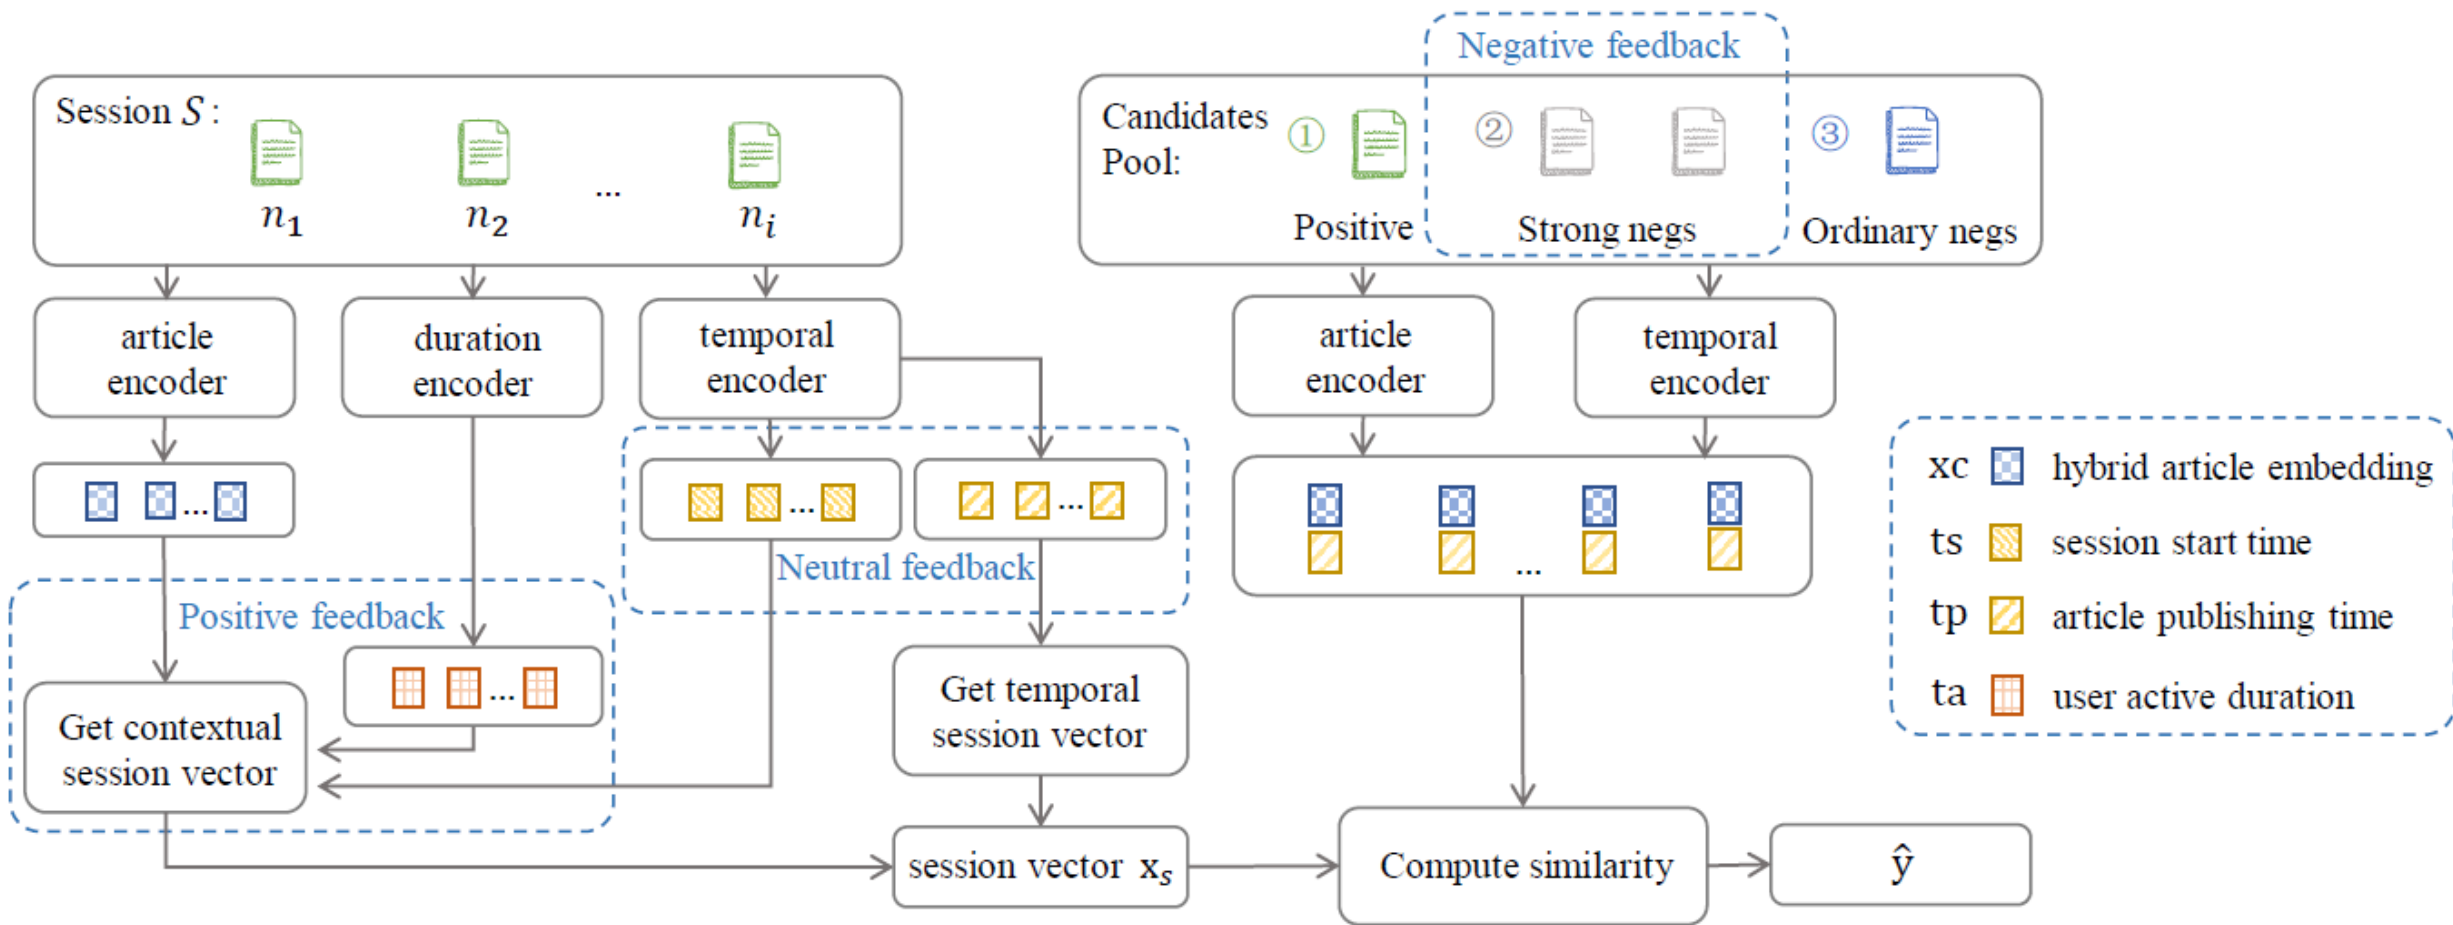 Session S :
n1
n2
...
ni
article
encoder
duration
encoder
temporal
encoder
...
...
...
Neutral feedback
Positive feedback
...
Get contextual
session vector
Get temporal
session vector
session vector xs
Negative feedback
Candidates
Pool:
①
②
③
Positive
Strong negs
Ordinary negs
article
encoder
temporal
encoder
...
Compute similarity
ŷ
xc hybrid article embedding
ts session start time
tp article publishing time
ta user active duration